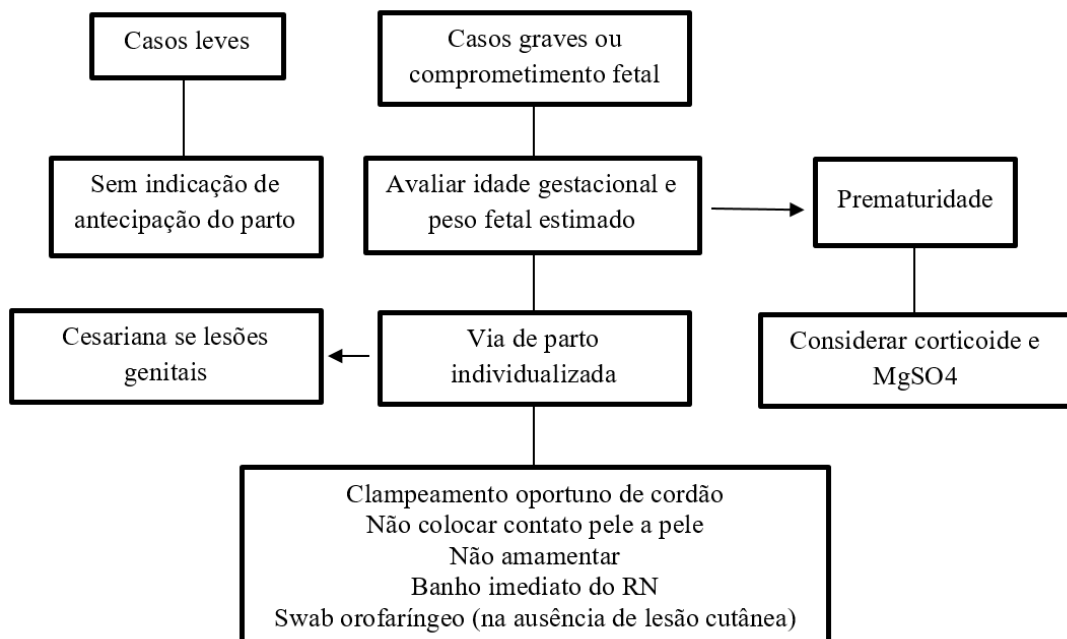 Casos leves
Casos graves ou
comprometimento fetal
Sem indicação de
antecipação do parto
Avaliar idade gestacional e
peso fetal estimado
Prematuridade
Cesariana se lesões
genitais
Via de parto
individualizada
Considerar corticoide e
MgSO4
Clampeamento oportuno de cordão
Não colocar contato pele a pele
Não amamentar
Banho imediato do RN
Swab orofaríngeo (na ausência de lesão cutânea)